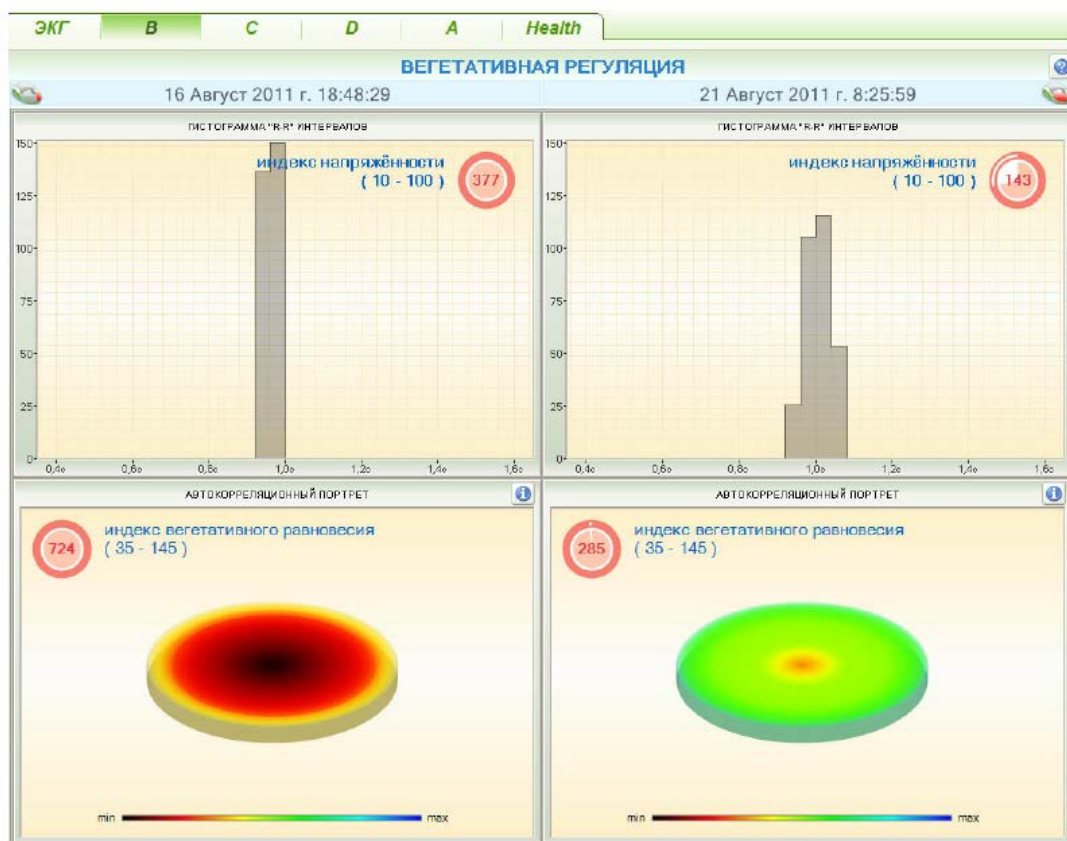 ЭКГ B C D A Health
ВЕГЕТАТИВНАЯ РЕГУЛЯЦИЯ
16 Август 2011 г. 18:48:29
21 Август 2011 г. 8:25:59
ГИСТОГРАММА "R-R" ИНТЕРВАЛОВ
индекс напряжённости
( 10 - 100 )
377
150
125
100
75
50
25
0
0,4с 0,6с 0,8с 1,0с 1,2с 1,4с 1,6с
ГИСТОГРАММА "R-R" ИНТЕРВАЛОВ
индекс напряжённости
( 10 - 100 )
143
150
125
100
75
50
25
0
0,4с 0,6с 0,8с 1,0с 1,2с 1,4с 1,6с
АВТОКОРРЕЛЯЦИОННЫЙ ПОРТРЕТ
724
индекс вегетативного равновесия
( 35 - 145 )
min max
АВТОКОРРЕЛЯЦИОННЫЙ ПОРТРЕТ
285
индекс вегетативного равновесия
( 35 - 145 )
min max